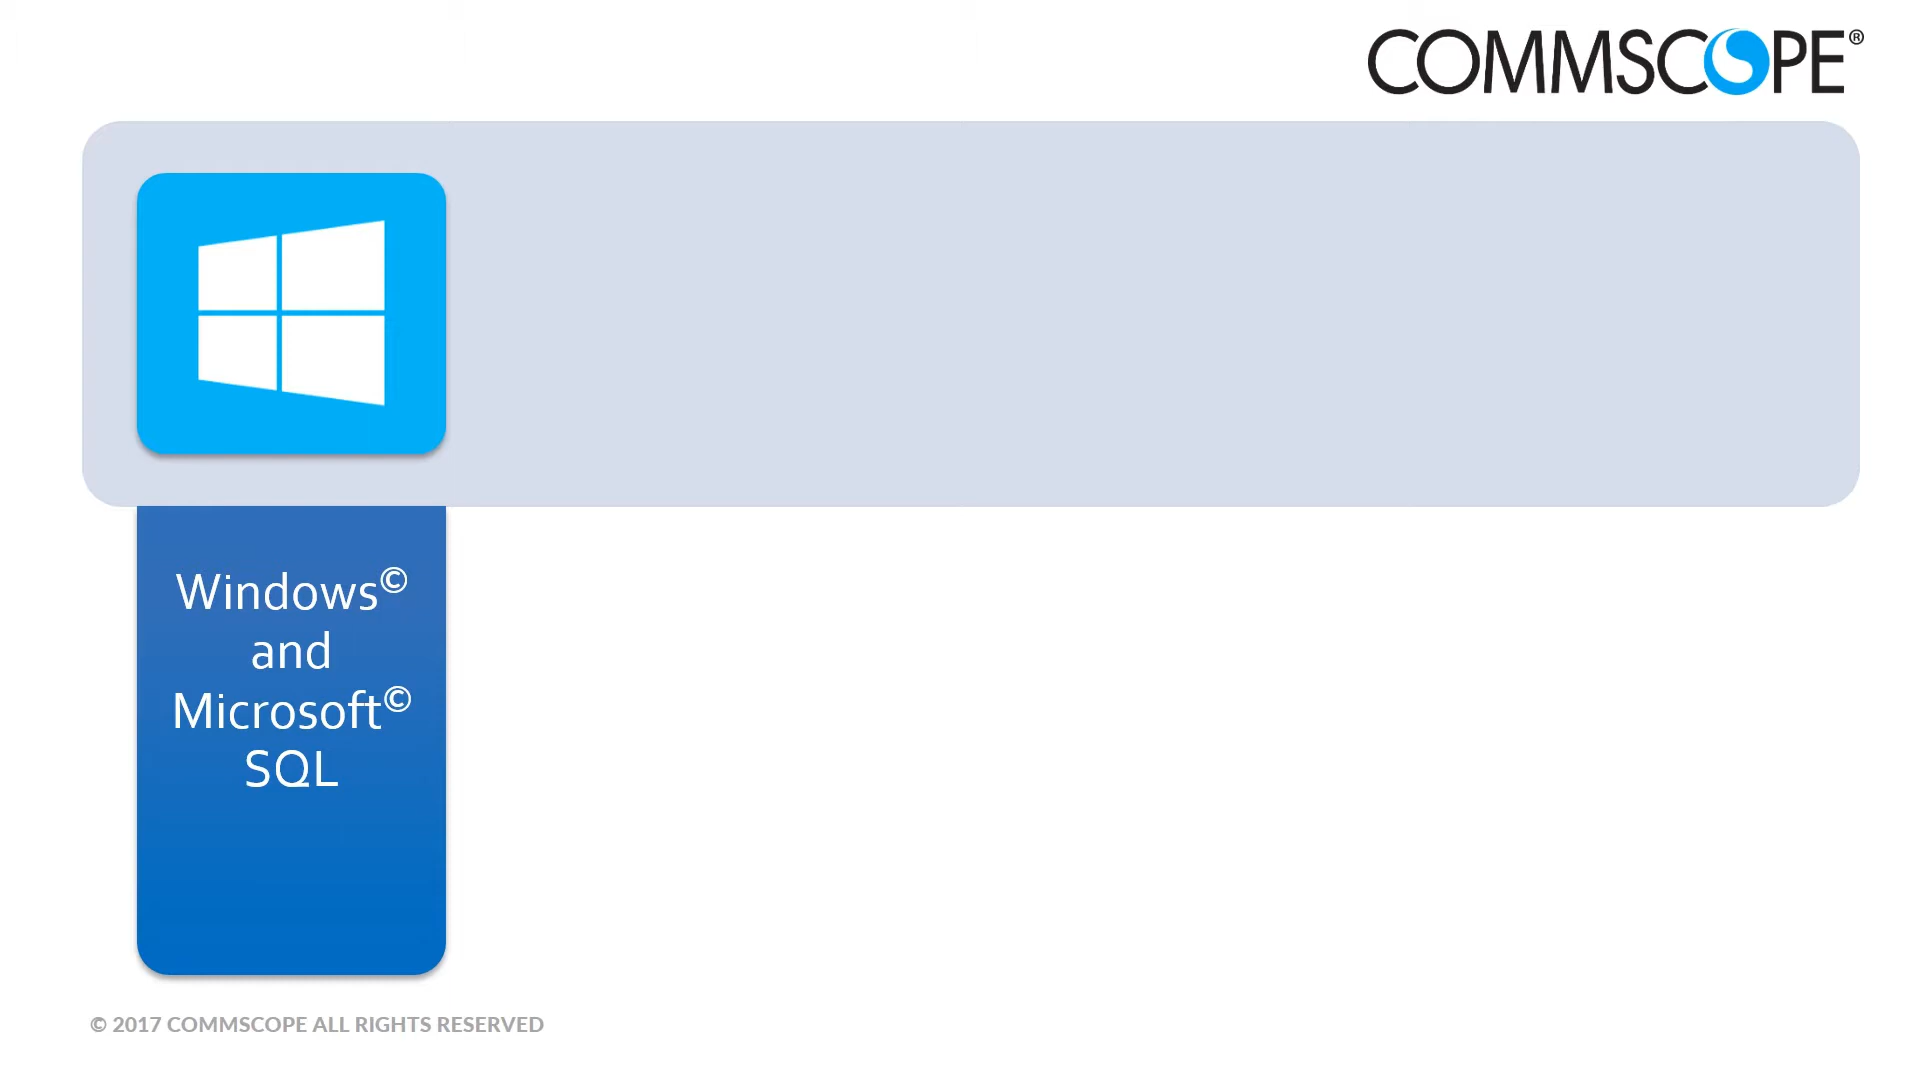 COMMSCOPE®
Windows©
and
Microsoft©
SQL
© 2017 COMMSCOPE ALL RIGHTS RESERVED